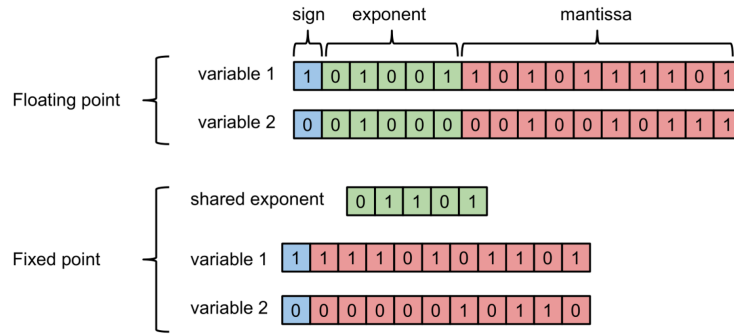 sign exponent mantissa
variable 1 1 0 1 0 0 1 1 0 1 0 1 1 1 1 0 1
Floating point
variable 2 0 0 1 0 0 0 0 0 1 0 0 1 0 1 1 1
shared exponent 0 1 1 0 1
variable 1 1 1 1 1 0 1 0 1 1 0 1
Fixed point
variable 2 0 0 0 0 0 0 1 0 1 1 0